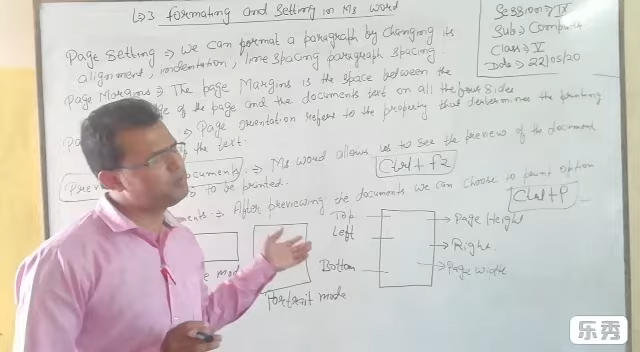 L→3 Formating and Setting in Ms Word
Session ⇒ IX
Sub ⇒ Computer
Class ⇒ V
Date ⇒ 22/05/20
Page Setting ⇒ We can format a paragraph by changing its
alignment, indentation, line spacing paragraph spacing.
Page Margins ⇒ The page Margins is the space between the
of the page and the documents text on all the four sides
⇒ Page orientation refers to the property that determines the printing
the text.
⇒ Ms. word allows us to see the preview of the document
to be printed.
Ctrl + F2
⇒ After previewing the documents we can choose to print option
Ctrl + P
Top
Left
Bottom
Page Height
Right
Page width
Portrait mode
乐秀